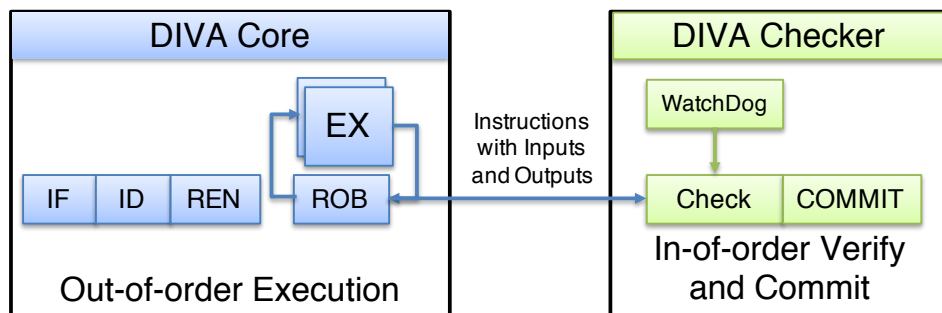 DIVA Core
EX
IF ID REN ROB
Out-of-order Execution
Instructions
with Inputs
and Outputs
DIVA Checker
WatchDog
Check COMMIT
In-of-order Verify
and Commit